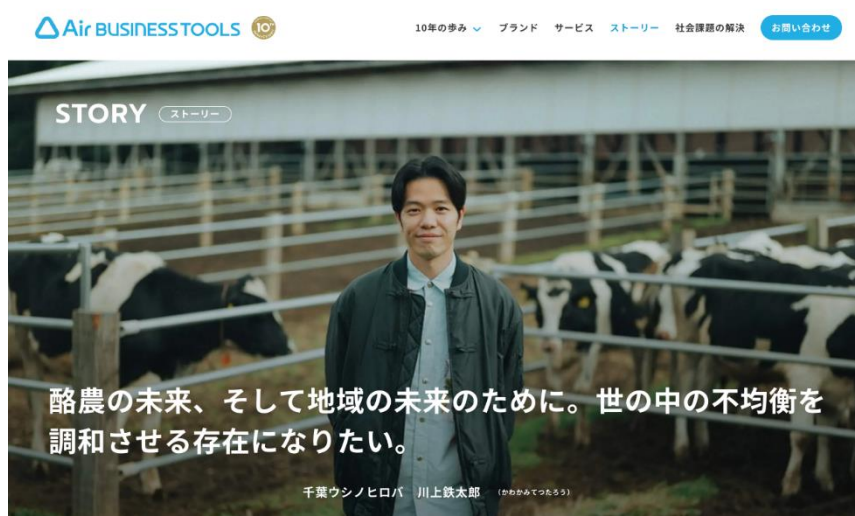 Air BUSINESS TOOLS 10th
10年の歩み ブランド サービス ストーリー 社会課題の解決 お問い合わせ
STORY ストーリー
酪農の未来、そして地域の未来のために。世の中の不均衡を
調和させる存在になりたい。
千葉ウシノヒロバ 川上鉄太郎 (かわかみてつたろう)